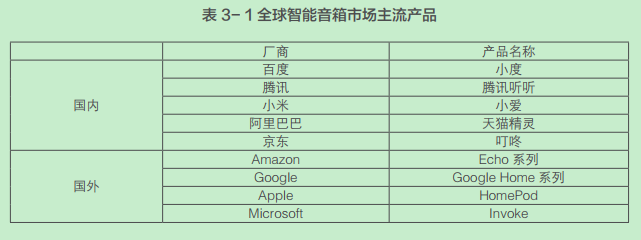 表 3-1 全球智能音箱市场主流产品
厂商 产品名称
国内
百度 小度
腾讯 腾讯听听
小米 小爱
阿里巴巴 天猫精灵
京东 叮咚
国外
Amazon Echo 系列
Google Google Home 系列
Apple HomePod
Microsoft Invoke